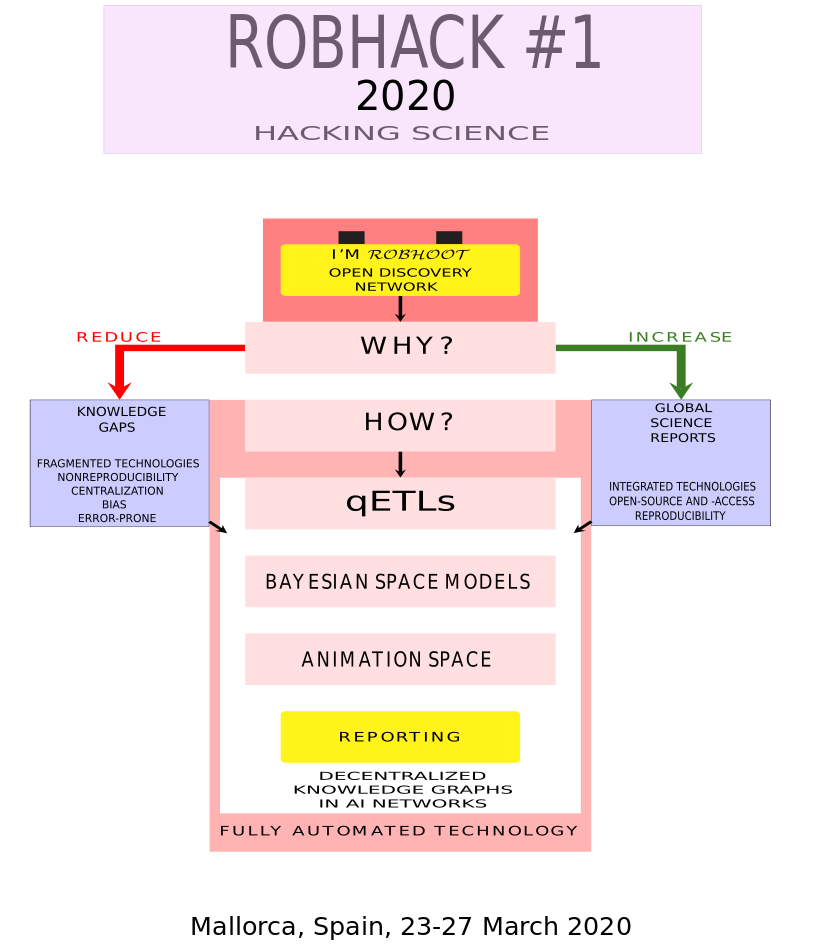 ROBHACK #1
2020
HACKING SCIENCE
I'M ROBHOOT
OPEN DISCOVERY
NETWORK
REDUCE
WHY?
INCREASE
KNOWLEDGE
GAPS
FRAGMENTED TECHNOLOGIES
NONREPRODUCIBILITY
CENTRALIZATION
BIAS
ERROR-PRONE
HOW?
GLOBAL
SCIENCE
REPORTS
INTEGRATED TECHNOLOGIES
OPEN-SOURCE AND -ACCESS
REPRODUCIBILITY
qETLs
BAYESIAN SPACE MODELS
ANIMATION SPACE
REPORTING
DECENTRALIZED
KNOWLEDGE GRAPHS
IN AI NETWORKS
FULLY AUTOMATED TECHNOLOGY
Mallorca, Spain, 23-27 March 2020